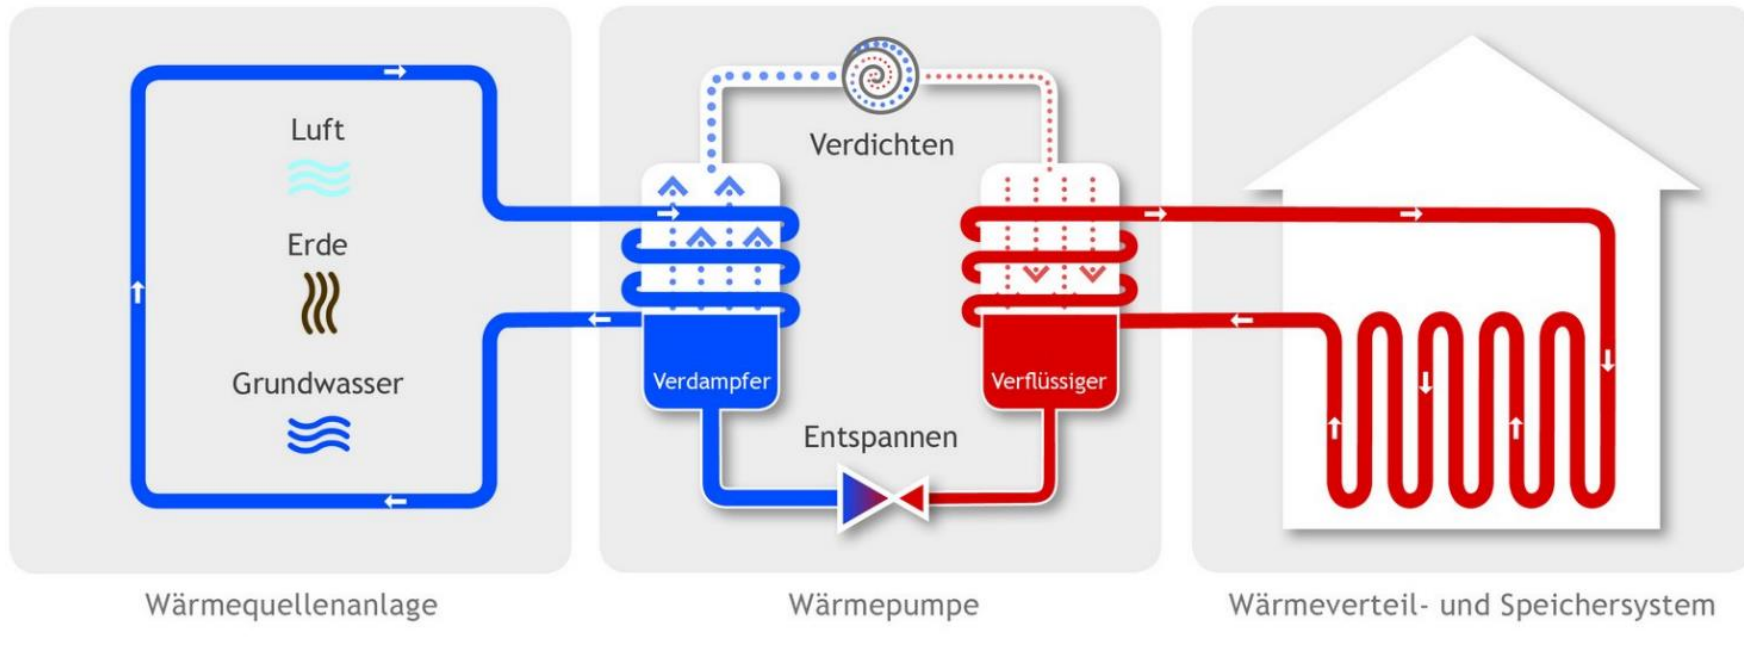 Luft
Erde
Grundwasser
Verdichten
Verdampfer
Verflüssiger
Entspannen
Wärmequellenanlage
Wärmepumpe
Wärmeverteil- und Speichersystem